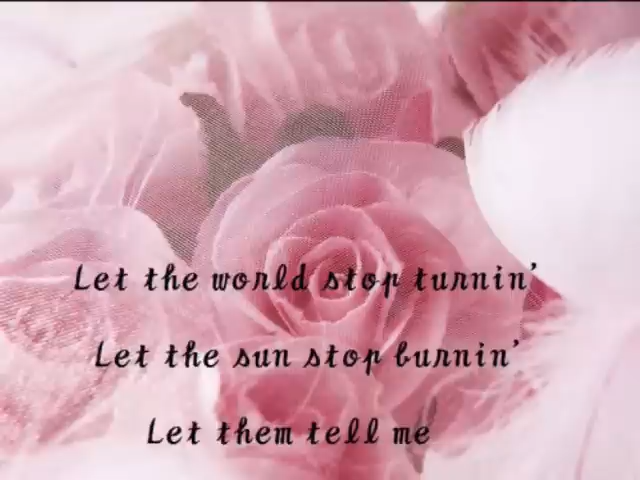 Let the world stop turnin'
Let the sun stop burnin'
Let them tell me